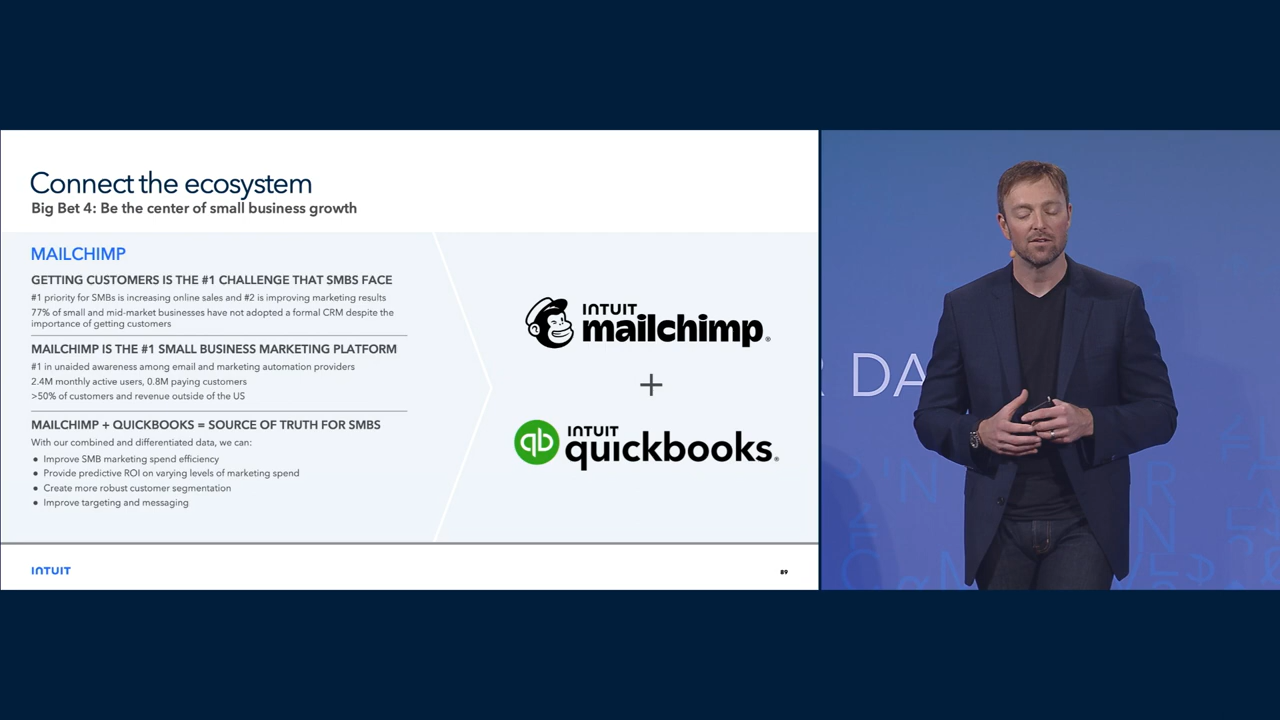 Connect the ecosystem
Big Bet 4: Be the center of small business growth
MAILCHIMP
GETTING CUSTOMERS IS THE #1 CHALLENGE THAT SMBS FACE
#1 priority for SMBs is increasing online sales and #2 is improving marketing results
77% of small and mid-market businesses have not adopted a formal CRM despite the
importance of getting customers
MAILCHIMP IS THE #1 SMALL BUSINESS MARKETING PLATFORM
#1 in unaided awareness among email and marketing automation providers
2.4M monthly active users, 0.8M paying customers
>50% of customers and revenue outside of the US
MAILCHIMP + QUICKBOOKS = SOURCE OF TRUTH FOR SMBS
With our combined and differentiated data, we can:
● Improve SMB marketing spend efficiency
● Provide predictive ROI on varying levels of marketing spend
● Create more robust customer segmentation
● Improve targeting and messaging
INTUIT
mailchimp®
+
qb INTUIT
quickbooks®
INTUIT
89
R DA